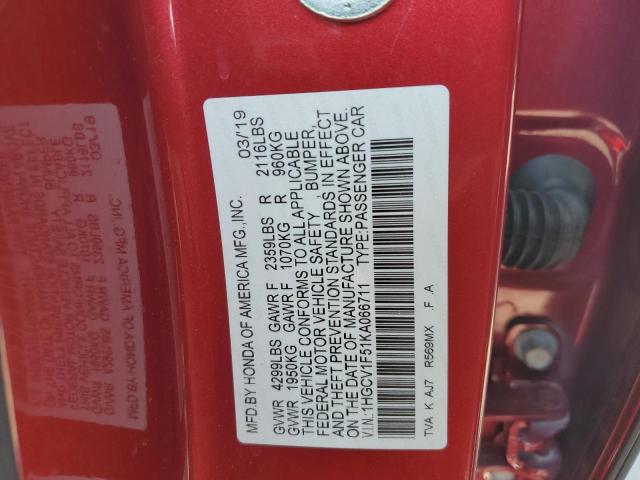 MFD.BY HONDA OF AMERICA MFG.,INC. 03/19
GVWR 4299LBS GAWR F 2359LBS R 2116LBS
GVWR 1950KG GAWR F 1070KG R 960KG
THIS VEHICLE CONFORMS TO ALL APPLICABLE
FEDERAL MOTOR VEHICLE SAFETY , BUMPER,
AND THEFT PREVENTION STANDARDS IN EFFECT
ON THE DATE OF MANUFACTURE SHOWN ABOVE.
V.I.N.:1HGCV1F51KA066711 TYPE:PASSENGER CAR
TVA K AJ7 R569MX .F .A